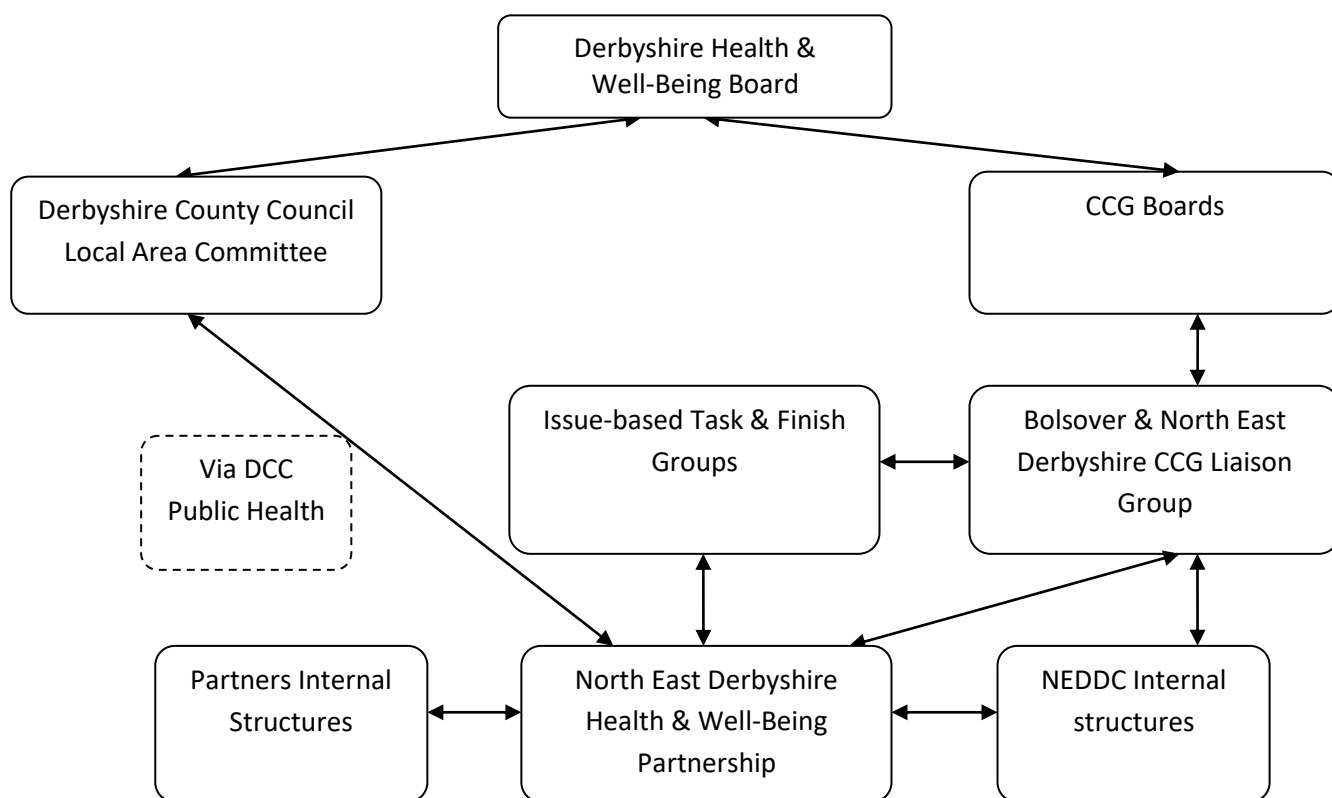 Derbyshire Health &
Well-Being Board
Derbyshire County Council
Local Area Committee
CCG Boards
Issue-based Task & Finish
Groups
Bolsover & North East
Derbyshire CCG Liaison
Group
Via DCC
Public Health
Partners Internal
Structures
North East Derbyshire
Health & Well-Being
Partnership
NEDDC Internal
structures